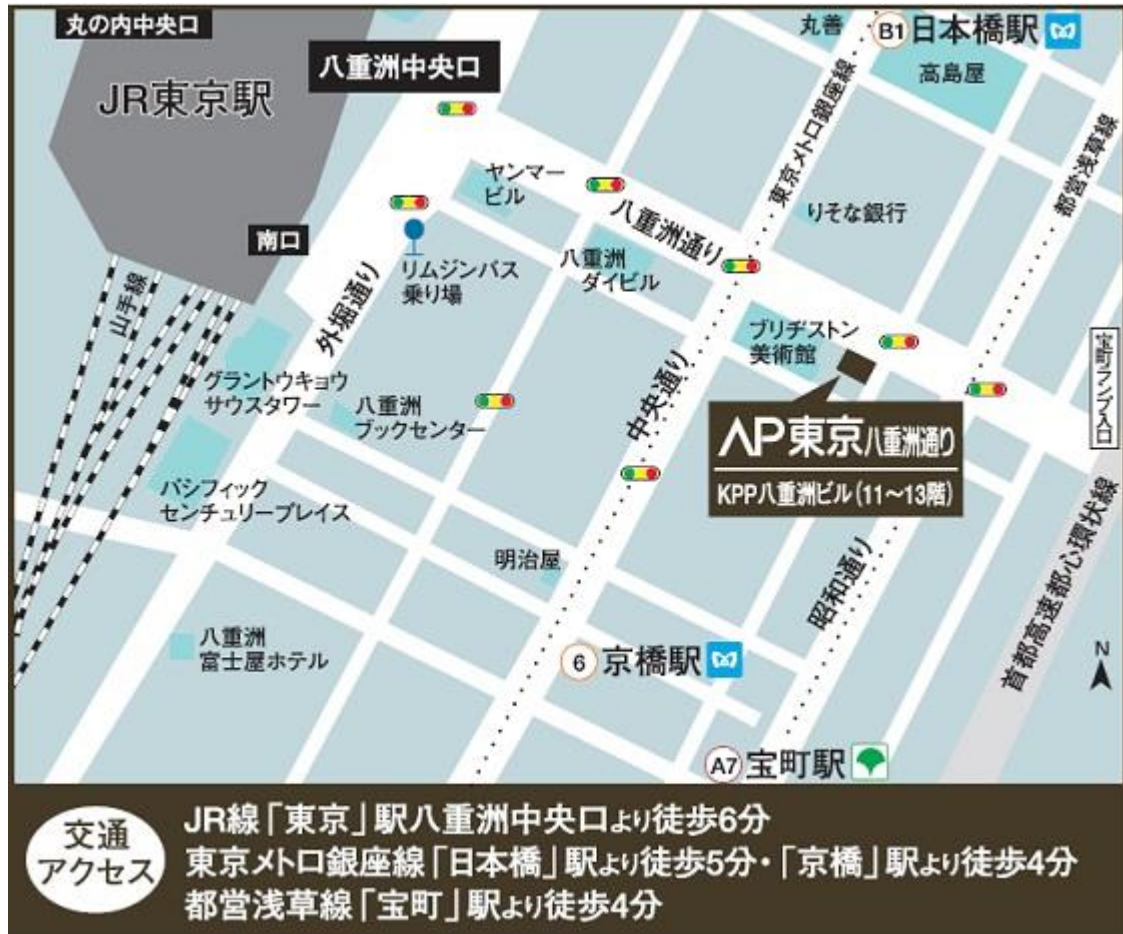 丸の内中央口
JR東京駅
八重洲中央口
丸善
B1 日本橋駅
高島屋
東京メトロ銀座線
都営浅草線
ヤンマー
ビル
りそな銀行
八重洲通り
南口
リムジンバス
乗り場
八重洲
ダイビル
山手線
外堀通り
ブリヂストン
美術館
宝町ランプ入口
グラントウキョウ
サウスタワー
八重洲
ブックセンター
中央通り
AP東京八重洲通り
KPP八重洲ビル(11〜13階)
パシフィック
センチュリープレイス
明治屋
昭和通り
首都高速都心環状線
八重洲
富士屋ホテル
6 京橋駅
N
A7 宝町駅
交通
アクセス
JR線「東京」駅八重洲中央口より徒歩6分
東京メトロ銀座線「日本橋」駅より徒歩5分・「京橋」駅より徒歩4分
都営浅草線「宝町」駅より徒歩4分